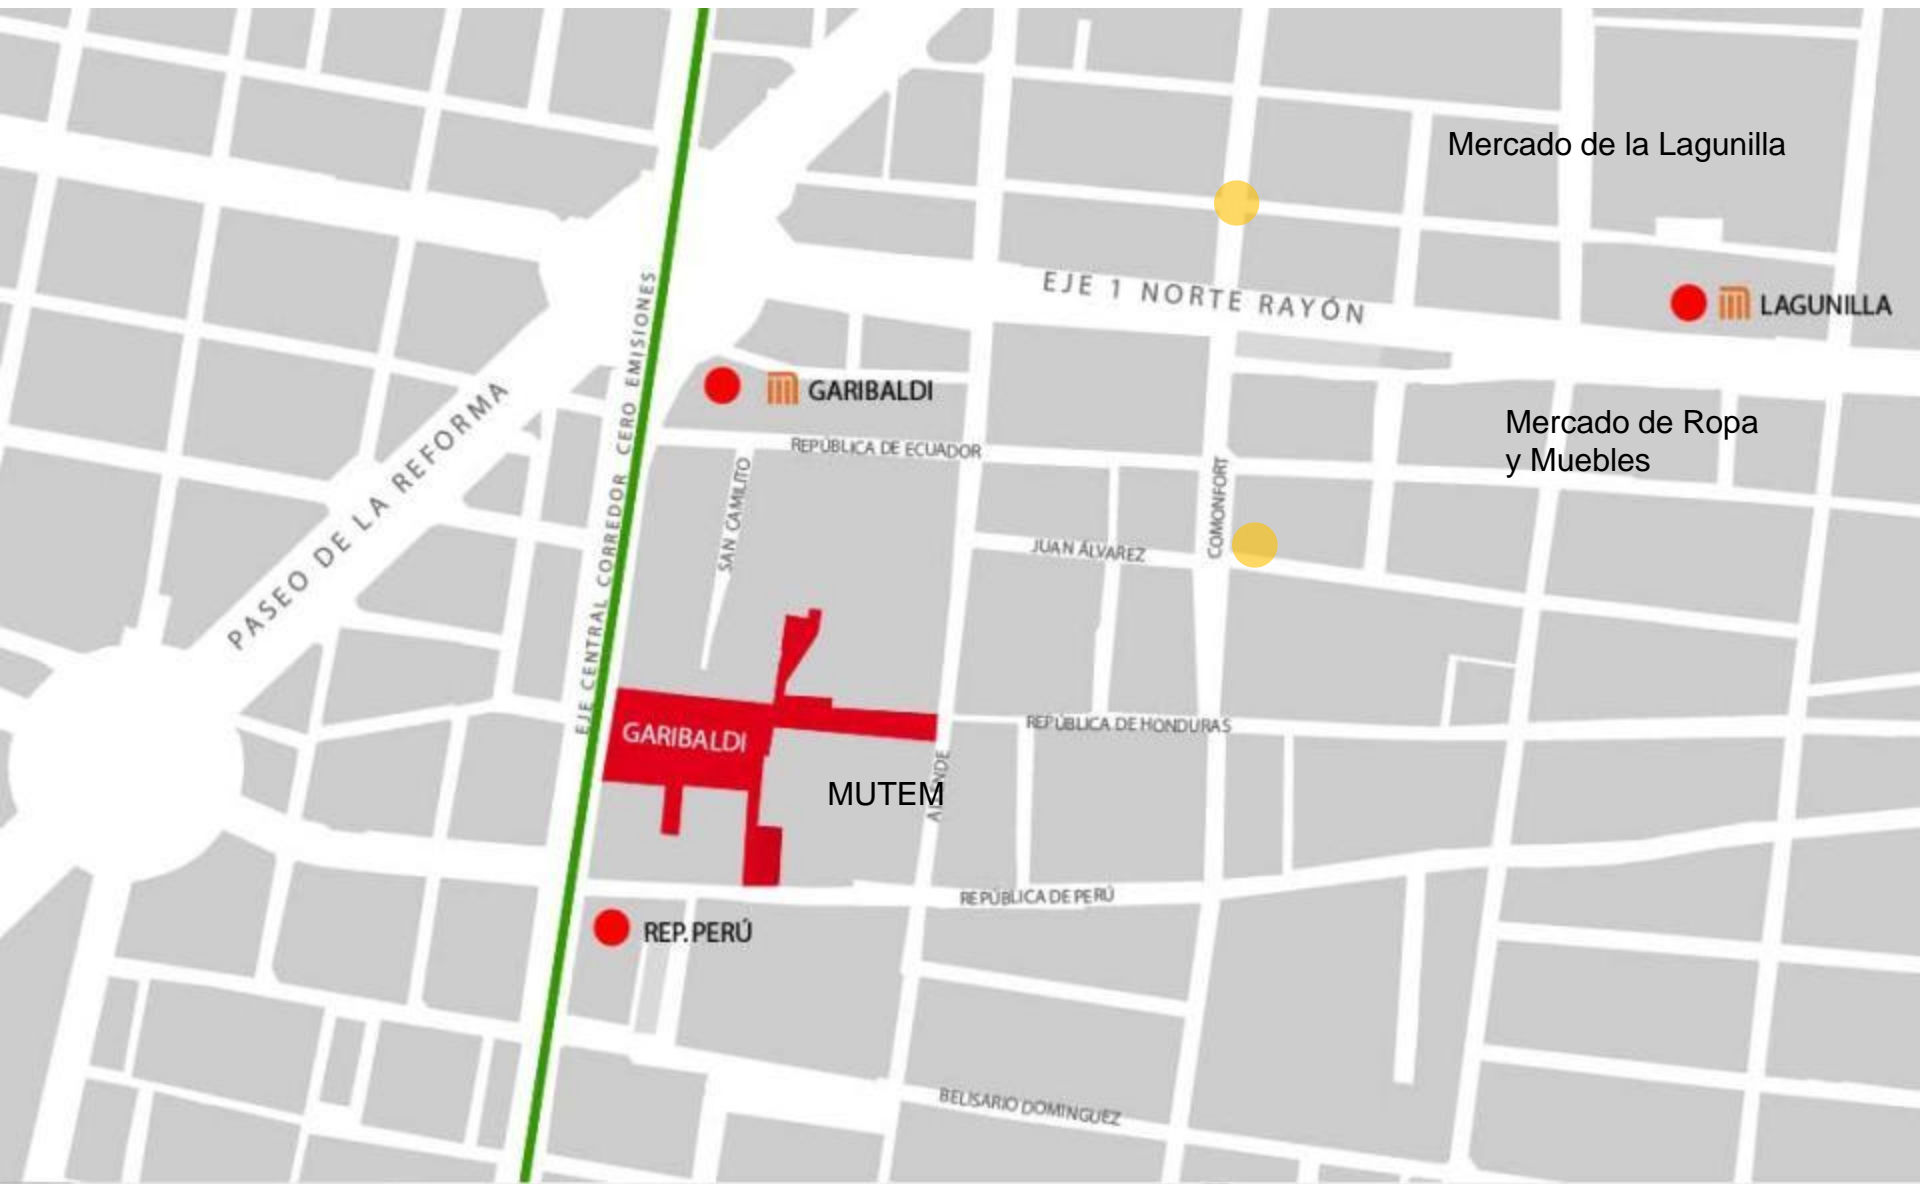 Mercado de la Lagunilla
EJE 1 NORTE RAYÓN
LAGUNILLA
EJE CENTRAL CORREDOR CERO EMISIONES
PASEO DE LA REFORMA
GARIBALDI
Mercado de Ropa
y Muebles
REPÚBLICA DE ECUADOR
SAN CAMILITO
COMONFORT
JUAN ÁLVAREZ
GARIBALDI
REPÚBLICA DE HONDURAS
MUTEM
ALLENDE
REPÚBLICA DE PERÚ
REP. PERÚ
BELISARIO DOMINGUEZ